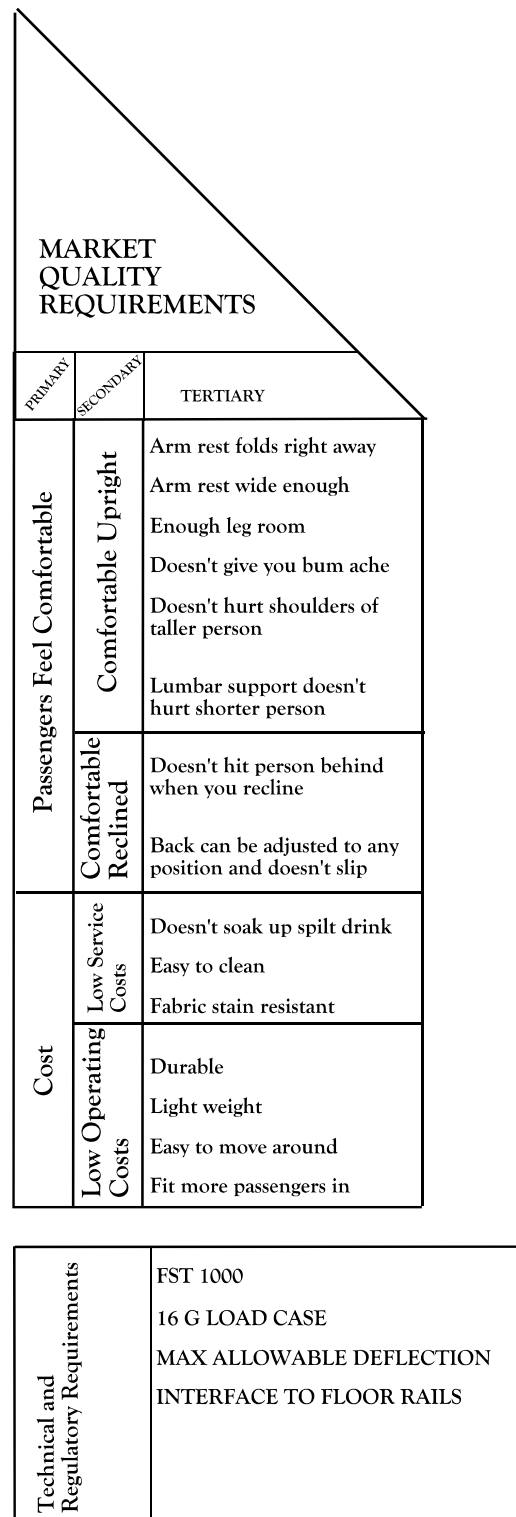 MARKET
QUALITY
REQUIREMENTS
PRIMARY
SECONDARY
TERTIARY
Passengers Feel Comfortable
Comfortable Upright
Arm rest folds right away
Arm rest wide enough
Enough leg room
Doesn't give you bum ache
Doesn't hurt shoulders of
taller person
Lumbar support doesn't
hurt shorter person
Comfortable
Reclined
Doesn't hit person behind
when you recline
Back can be adjusted to any
position and doesn't slip
Cost
Low Service
Costs
Doesn't soak up spilt drink
Easy to clean
Fabric stain resistant
Low Operating
Costs
Durable
Light weight
Easy to move around
Fit more passengers in
Technical and
Regulatory Requirements
FST 1000
16 G LOAD CASE
MAX ALLOWABLE DEFLECTION
INTERFACE TO FLOOR RAILS